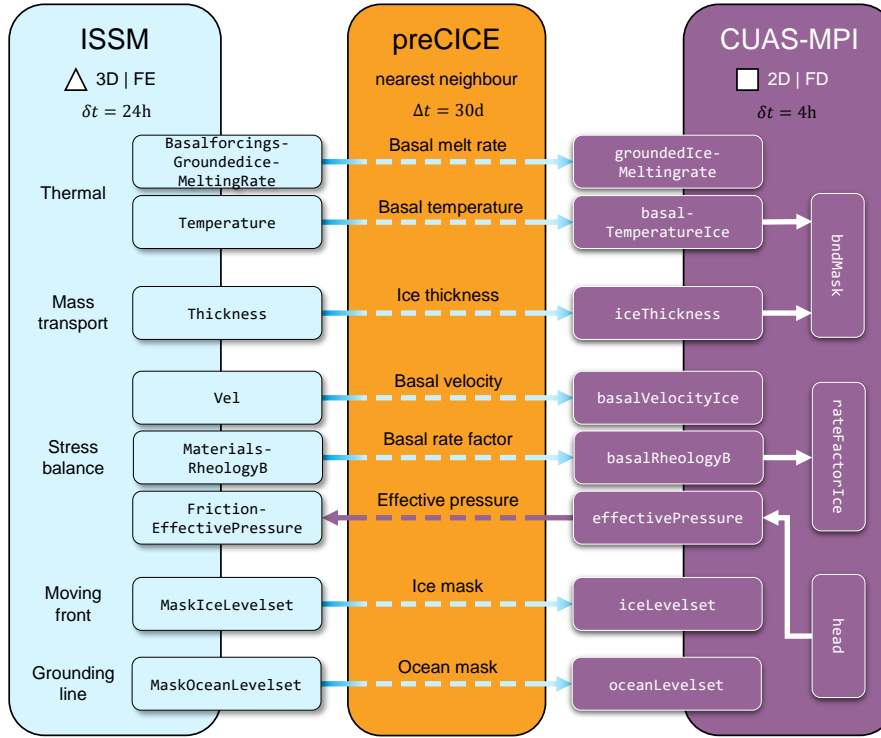 ISSM
3D | FE
δt = 24h
preCICE
nearest neighbour
Δt = 30d
CUAS-MPI
2D | FD
δt = 4h
Thermal
Basalforcings-
Groundedice-
MeltingRate
Basal melt rate
groundedIce-
Meltingrate
Temperature
Basal temperature
basal-
TemperatureIce
bndMask
Mass
transport
Thickness
Ice thickness
iceThickness
Stress
balance
Vel
Basal velocity
basalVelocityIce
Materials-
RheologyB
Basal rate factor
basalRheologyB
rateFactorIce
Friction-
EffectivePressure
Effective pressure
effectivePressure
head
Moving
front
MaskIceLevelset
Ice mask
iceLevelset
Grounding
line
MaskOceanLevelset
Ocean mask
oceanLevelset